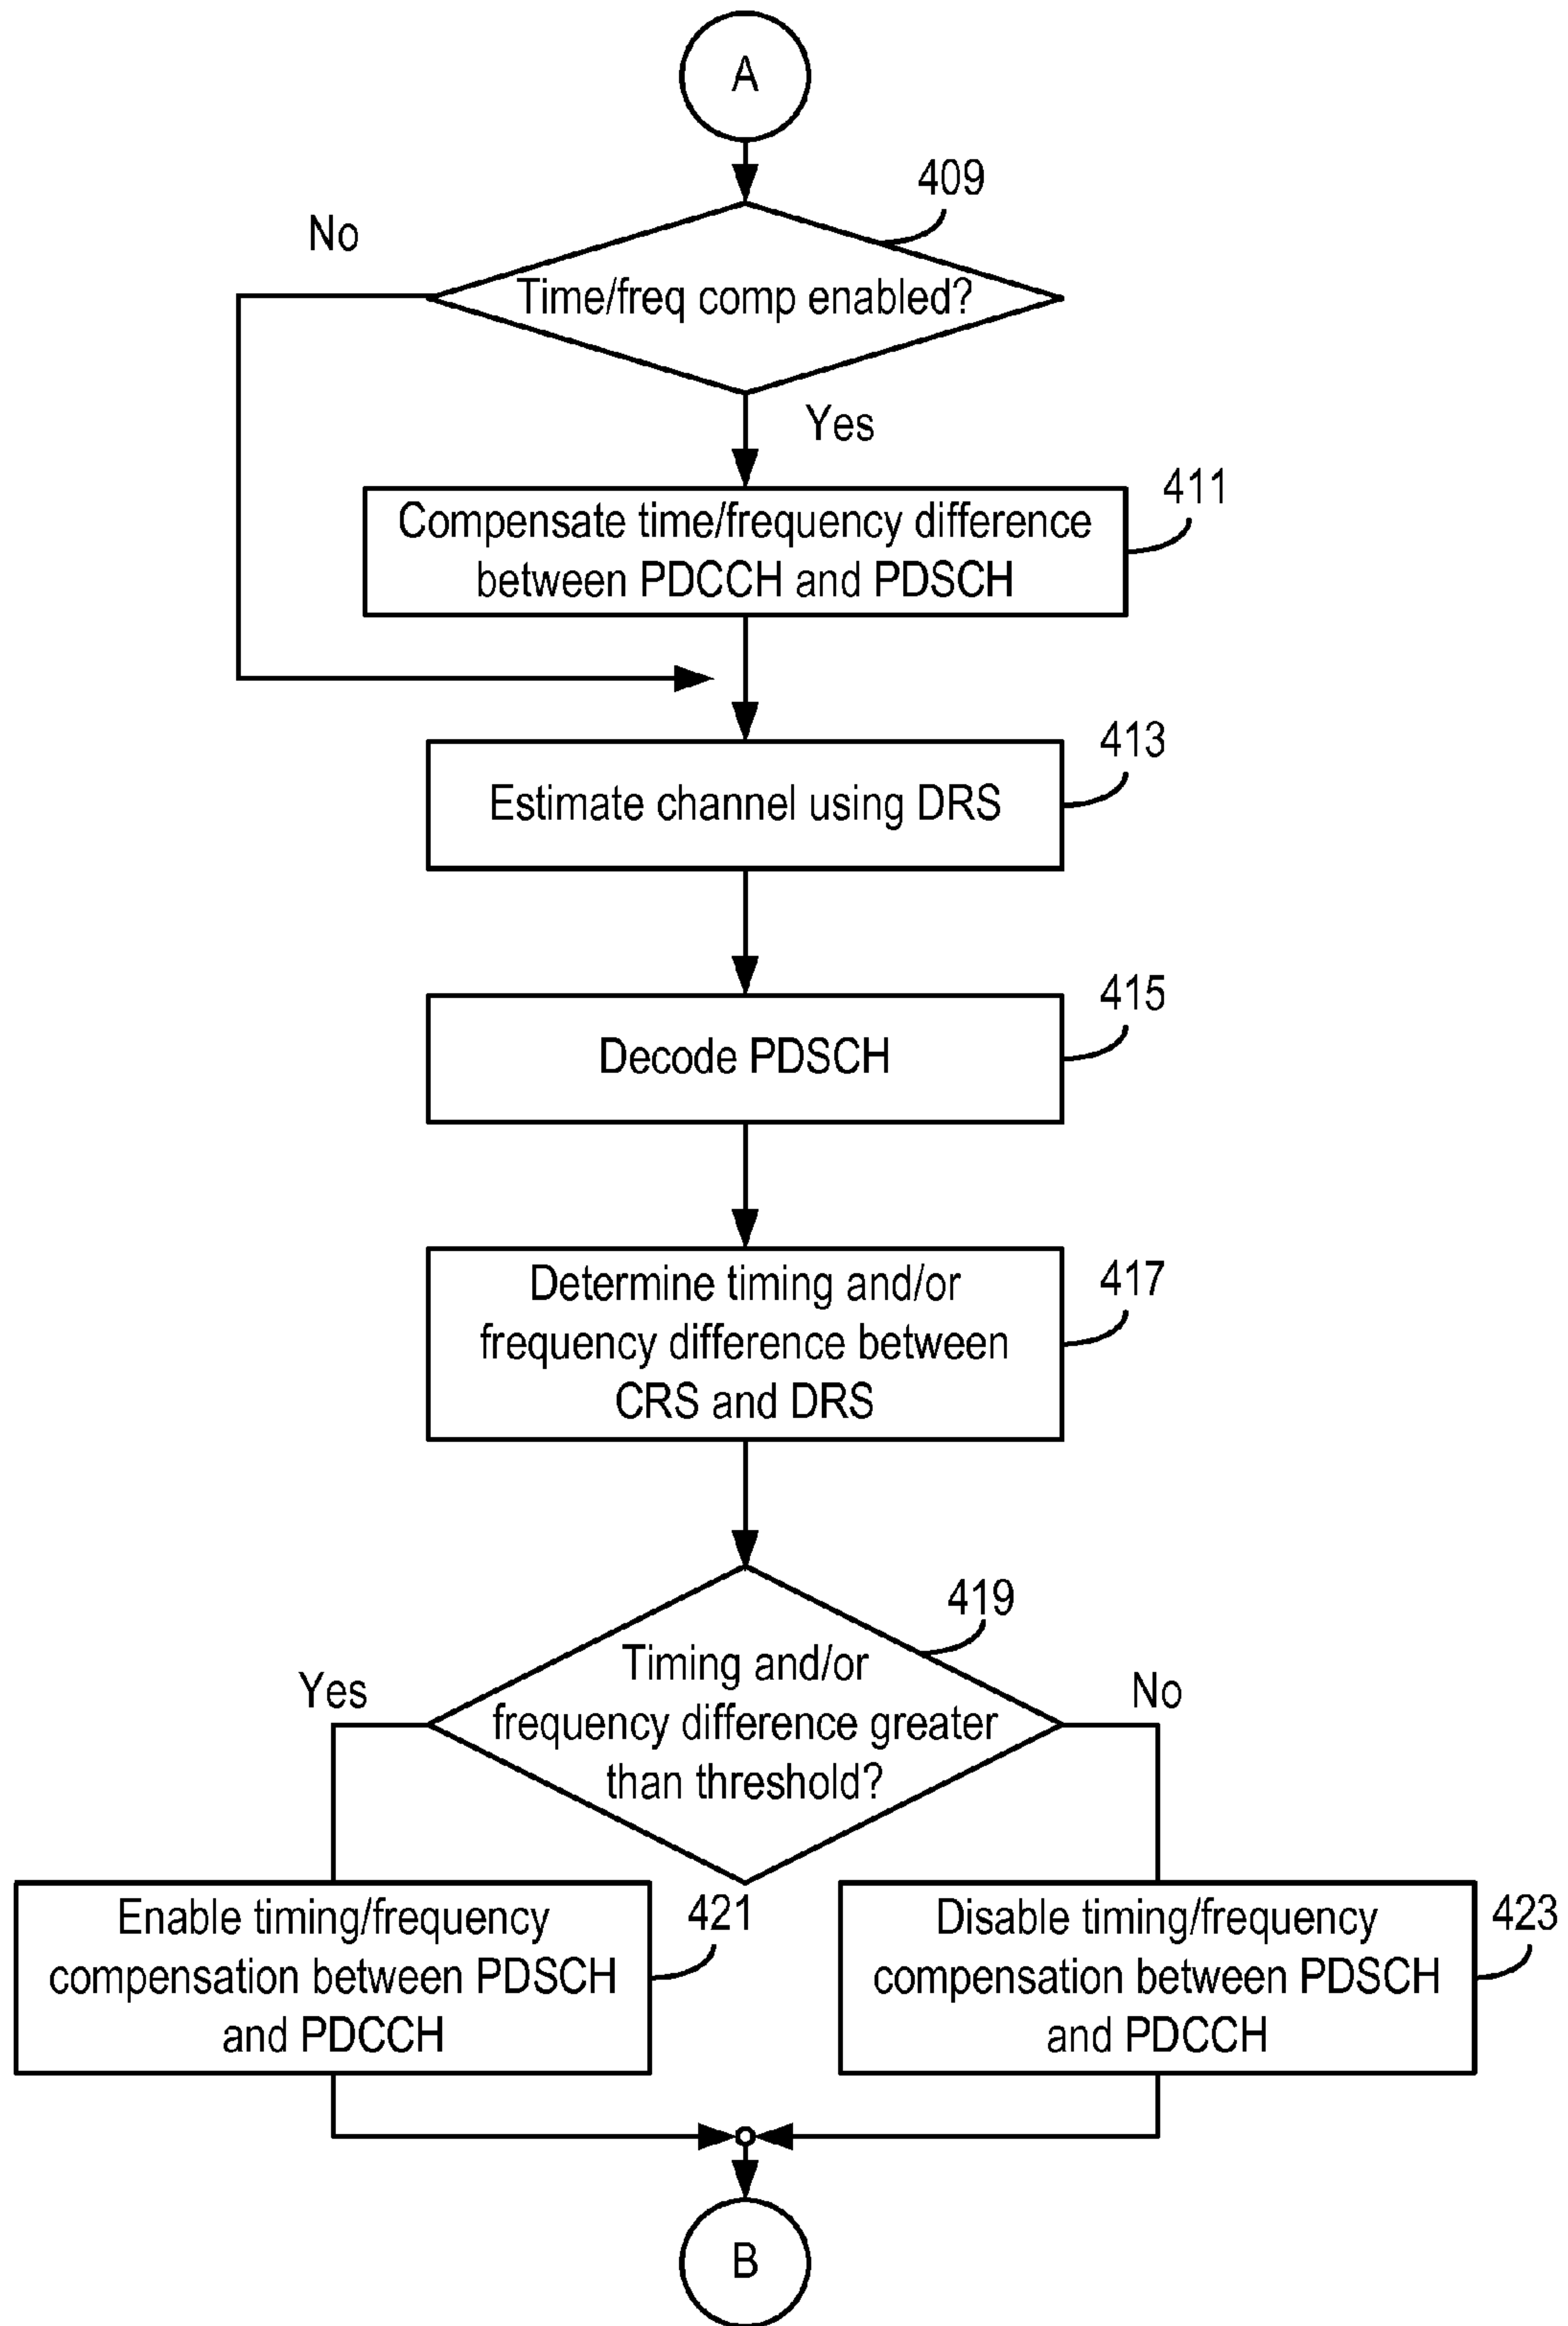 A
409
No
Time/freq comp enabled?
Yes
411
Compensate time/frequency difference
between PDCCH and PDSCH
413
Estimate channel using DRS
415
Decode PDSCH
417
Determine timing and/or
frequency difference between
CRS and DRS
419
Timing and/or
frequency difference greater
than threshold?
Yes
No
Enable timing/frequency
compensation between PDSCH
and PDCCH
421
Disable timing/frequency
compensation between PDSCH
and PDCCH
423
B